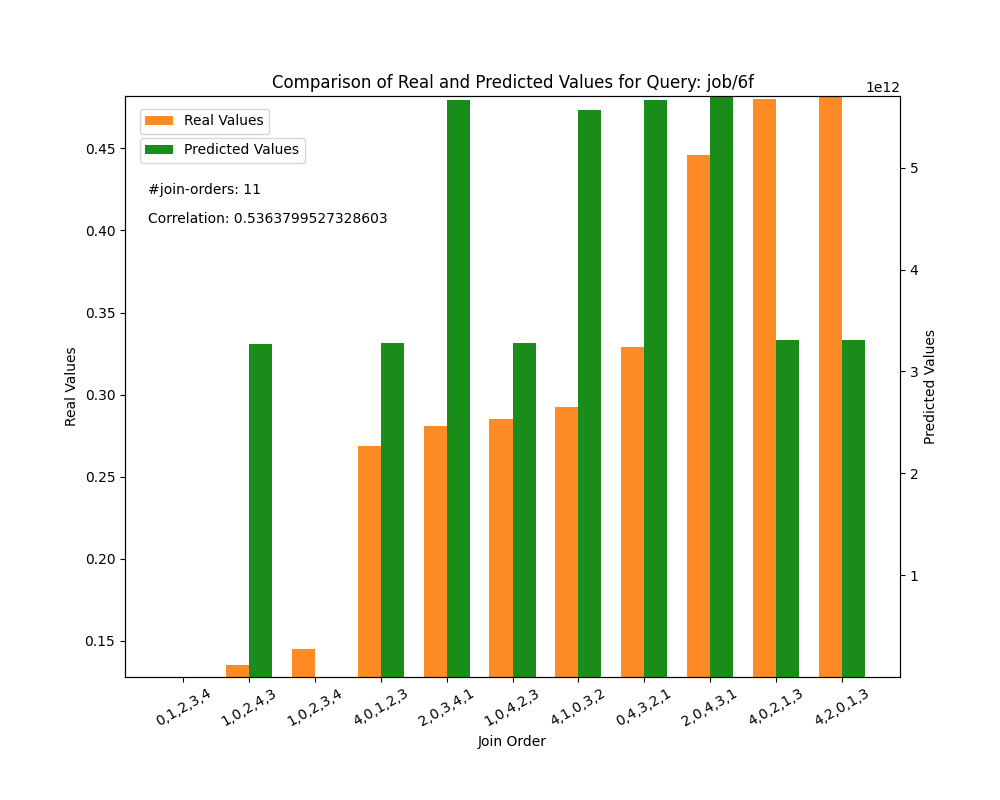 Comparison of Real and Predicted Values for Query: job/6f
1e12
Real Values
Predicted Values
#join-orders: 11
Correlation: 0.5363799527328603
0.45
0.40
0.35
0.30
0.25
0.20
0.15
Real Values
5
4
3
2
1
Predicted Values
0,1,2,3,4
1,0,2,4,3
1,0,2,3,4
4,0,1,2,3
2,0,3,4,1
1,0,4,2,3
4,1,0,3,2
0,4,3,2,1
2,0,4,3,1
4,0,2,1,3
4,2,0,1,3
Join Order